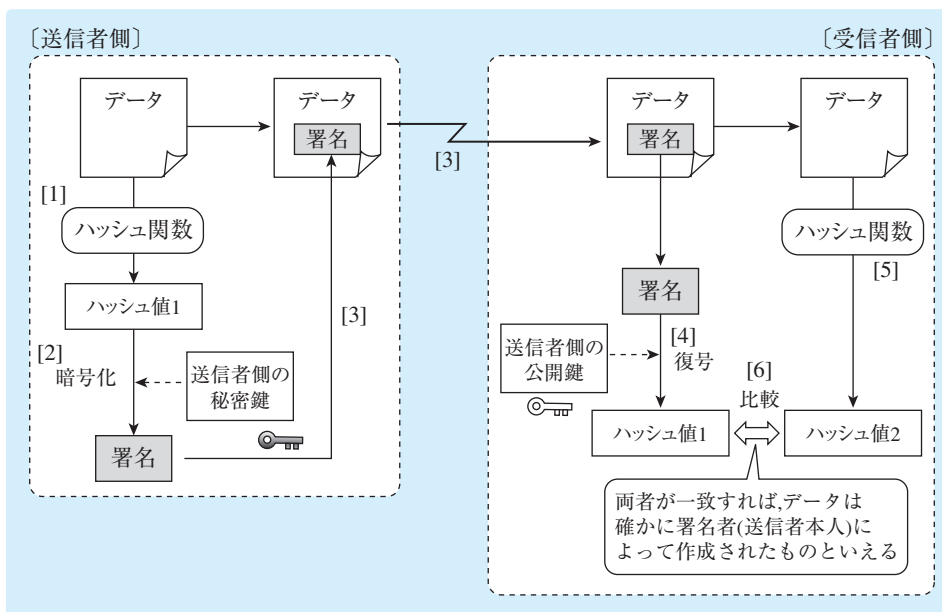 〔送信者側〕
データ
データ
署名
[1]
ハッシュ関数
ハッシュ値1
[2]
暗号化
送信者側の
秘密鍵
署名
[3]
[3]
〔受信者側〕
データ
署名
データ
ハッシュ関数
[5]
署名
送信者側の
公開鍵
[4]
復号
[6]
比較
ハッシュ値1
ハッシュ値2
両者が一致すれば,データは
確かに署名者(送信者本人)に
よって作成されたものといえる